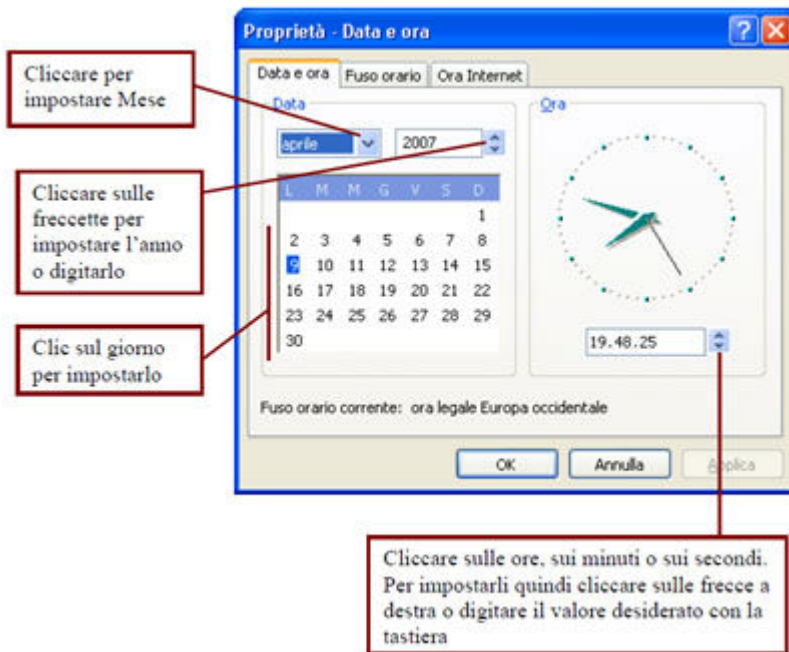 Proprietà - Data e ora
Data e ora Fuso orario Ora Internet
Cliccare per
impostare Mese
Data
aprile 2007
Ora
Cliccare sulle
freccette per
impostare l'anno
o digitarlo
L M M G V S D
1
2 3 4 5 6 7 8
9 10 11 12 13 14 15
16 17 18 19 20 21 22
23 24 25 26 27 28 29
30
Clic sul giorno
per impostarlo
19.48.25
Fuso orario corrente: ora legale Europa occidentale
OK Annulla Applica
Cliccare sulle ore, sui minuti o sui secondi.
Per impostarli quindi cliccare sulle frecce a
destra o digitare il valore desiderato con la
tastiera